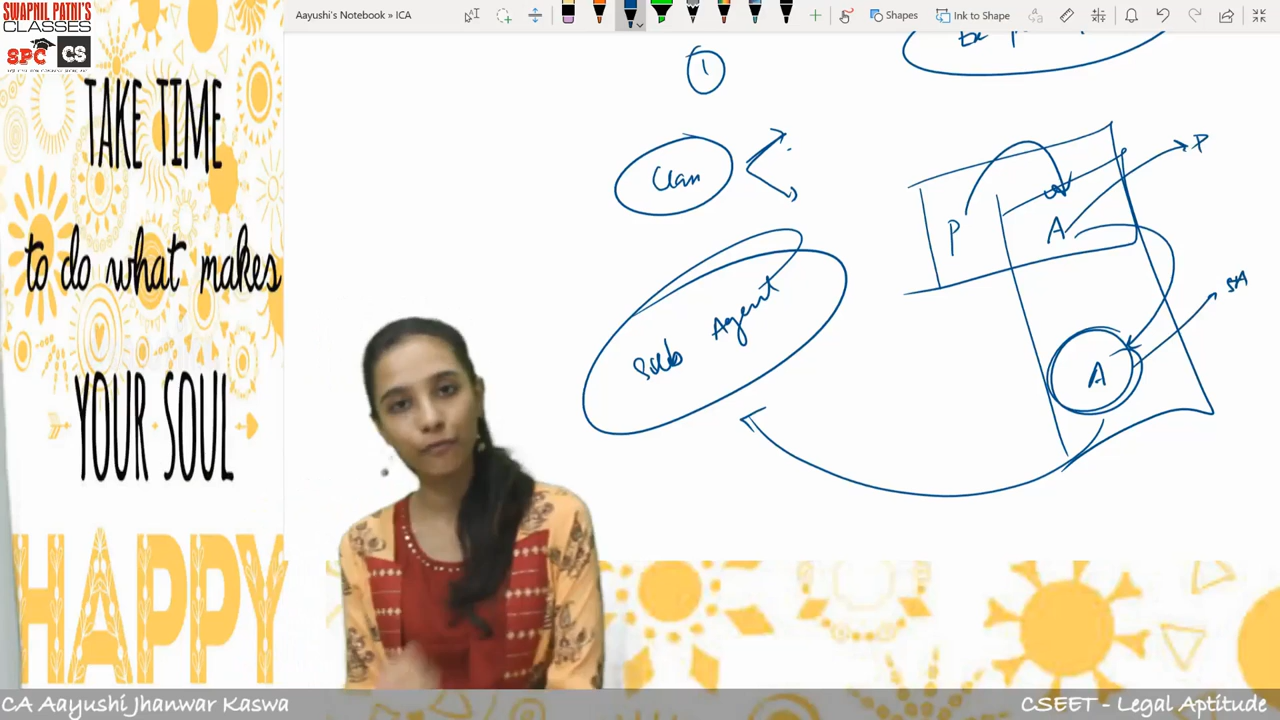 SWAPNIL PATNI'S
CLASSES
SPC CS
TAKE TIME
to do what makes
YOUR SOUL
HAPPY
Aayushi's Notebook » ICA
Shapes
Ink to Shape
1
P
A
P
Sub Agent
A
SA
CA Aayushi Jhanwar Kaswa
CSEET - Legal Aptitude